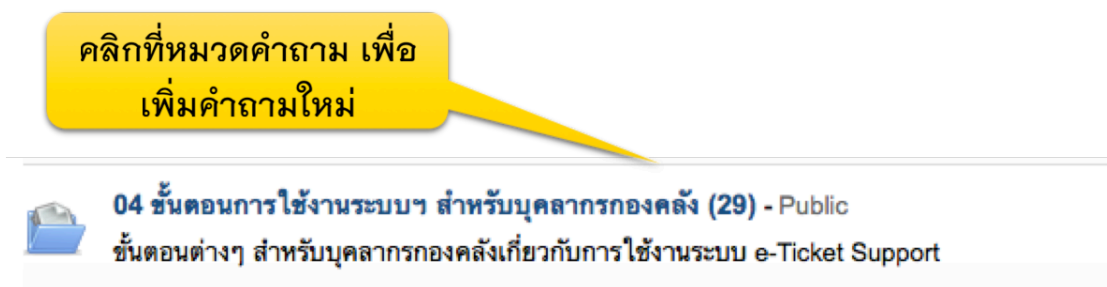 คลิกที่หมวดคำถาม เพื่อ
เพิ่มคำถามใหม่
04 ขั้นตอนการใช้งานระบบฯ สำหรับบุคลากรกองคลัง (29) - Public
ขั้นตอนต่างๆ สำหรับบุคลากรกองคลังเกี่ยวกับการใช้งานระบบ e-Ticket Support